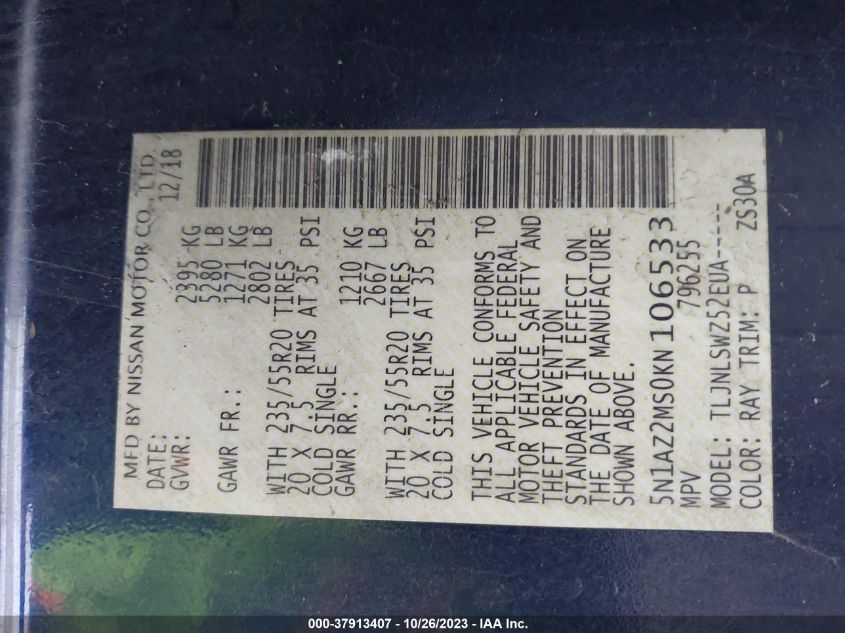 MFD BY NISSAN MOTOR CO., LTD.
DATE: 12/18
GVWR: 2395 KG
5280 LB
GAWR FR.: 1271 KG
2802 LB
WITH 235/55R20 TIRES
20 X 7.5 RIMS AT 35 PSI
COLD SINGLE
GAWR RR.: 1210 KG
2667 LB
WITH 235/55R20 TIRES
20 X 7.5 RIMS AT 35 PSI
COLD SINGLE
THIS VEHICLE CONFORMS TO
ALL APPLICABLE FEDERAL
MOTOR VEHICLE SAFETY AND
THEFT PREVENTION
STANDARDS IN EFFECT ON
THE DATE OF MANUFACTURE
SHOWN ABOVE.
5N1AZ2MS0KN106533
MPV 796255
MODEL: TLJNLSWZ52EUA-----
COLOR: RAY TRIM: P ZS30A
000-37913407 - 10/26/2023 - IAA Inc.